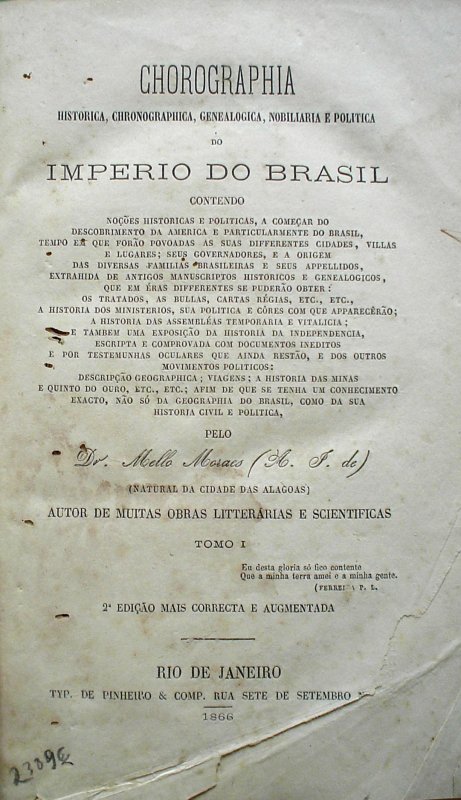 CHOROGRAPHIA
HISTORICA, CHRONOGRAPHICA, GENEALOGICA, NOBILIARIA E POLITICA
DO
IMPERIO DO BRASIL
CONTENDO
NOÇÕES HISTORICAS E POLITICAS, A COMEÇAR DO
DESCOBRIMENTO DA AMERICA E PARTICULARMENTE DO BRASIL,
TEMPO EM QUE FORÃO POVOADAS AS SUAS DIFFERENTES CIDADES, VILLAS
E LUGARES; SEUS GOVERNADORES, E A ORIGEM
DAS DIVERSAS FAMILIAS BRASILEIRAS E SEUS APPELLIDOS,
EXTRAHIDA DE ANTIGOS MANUSCRIPTOS HISTORICOS E GENEALOGICOS,
QUE EM ÉRAS DIFFERENTES SE PUDERÃO OBTER:
OS TRATADOS, AS BULLAS, CARTAS RÉGIAS, ETC., ETC.,
A HISTORIA DOS MINISTERIOS, SUA POLITICA E CÔRES COM QUE APPARECÊRÃO;
A HISTORIA DAS ASSEMBLÉAS TEMPORARIA E VITALICIA;
E TAMBEM UMA EXPOSIÇÃO DA HISTORIA DA INDEPENDENCIA,
ESCRIPTA E COMPROVADA COM DOCUMENTOS INEDITOS
E POR TESTEMUNHAS OCULARES QUE AINDA RESTÃO, E DOS OUTROS
MOVIMENTOS POLITICOS:
DESCRIPÇÃO GEOGRAPHICA; VIAGENS; A HISTORIA DAS MINAS
E QUINTO DO OURO, ETC., ETC.; AFIM DE QUE SE TENHA UM CONHECIMENTO
EXACTO, NÃO SÓ DA GEOGRAPHIA DO BRASIL, COMO DA SUA
HISTORIA CIVIL E POLITICA,
PELO
Dr. Mello Moraes (A. J. de)
(NATURAL DA CIDADE DAS ALAGOAS)
AUTOR DE MUITAS OBRAS LITTERÁRIAS E SCIENTIFICAS
TOMO I
Eu desta gloria só fico contente
Que a minha terra amei e a minha gente.
(FERREI A P. L.
2ª EDIÇÃO MAIS CORRECTA E AUGMENTADA
RIO DE JANEIRO
TYP. DE PINHEIRO & COMP. RUA SETE DE SETEMBRO
1866